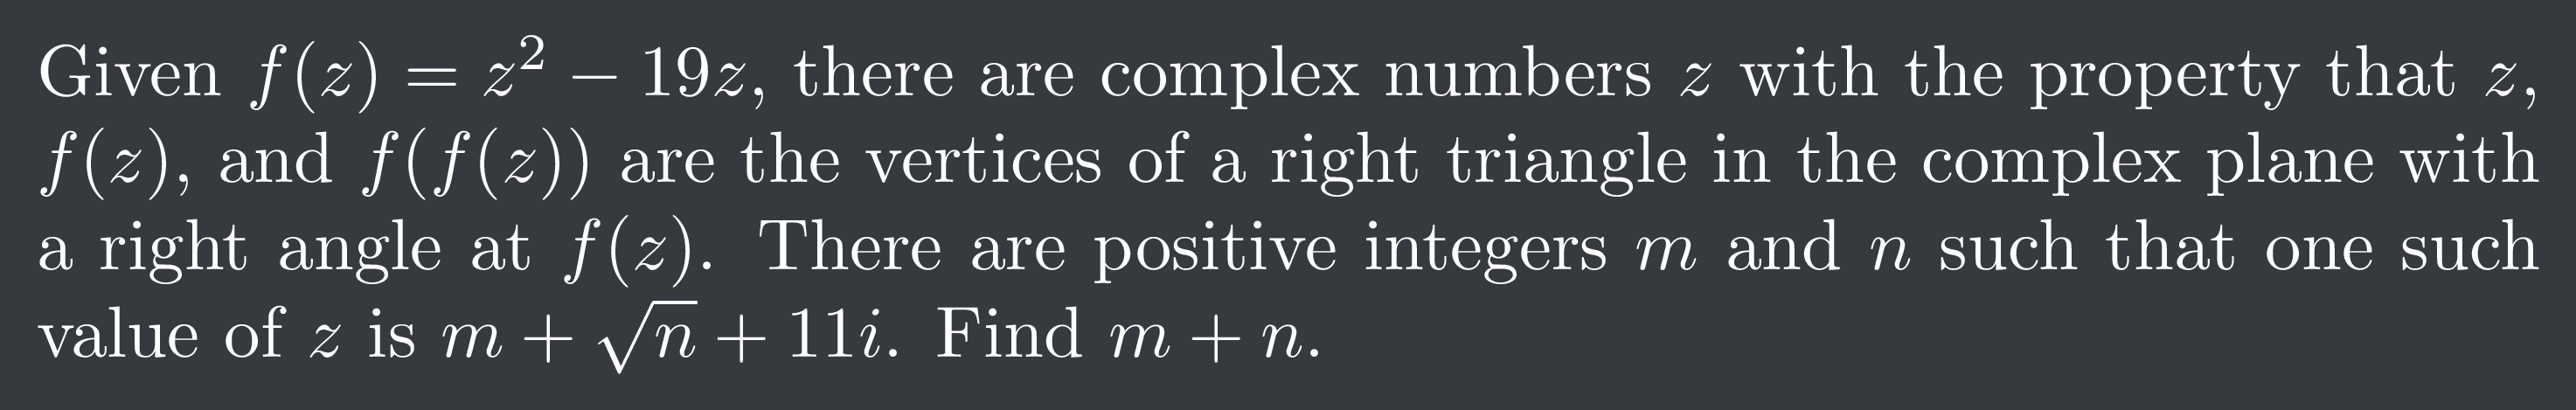 Given f(z) = z² − 19z, there are complex numbers z with the property that z,
f(z), and f(f(z)) are the vertices of a right triangle in the complex plane with
a right angle at f(z). There are positive integers m and n such that one such
value of z is m + √n + 11i. Find m + n.